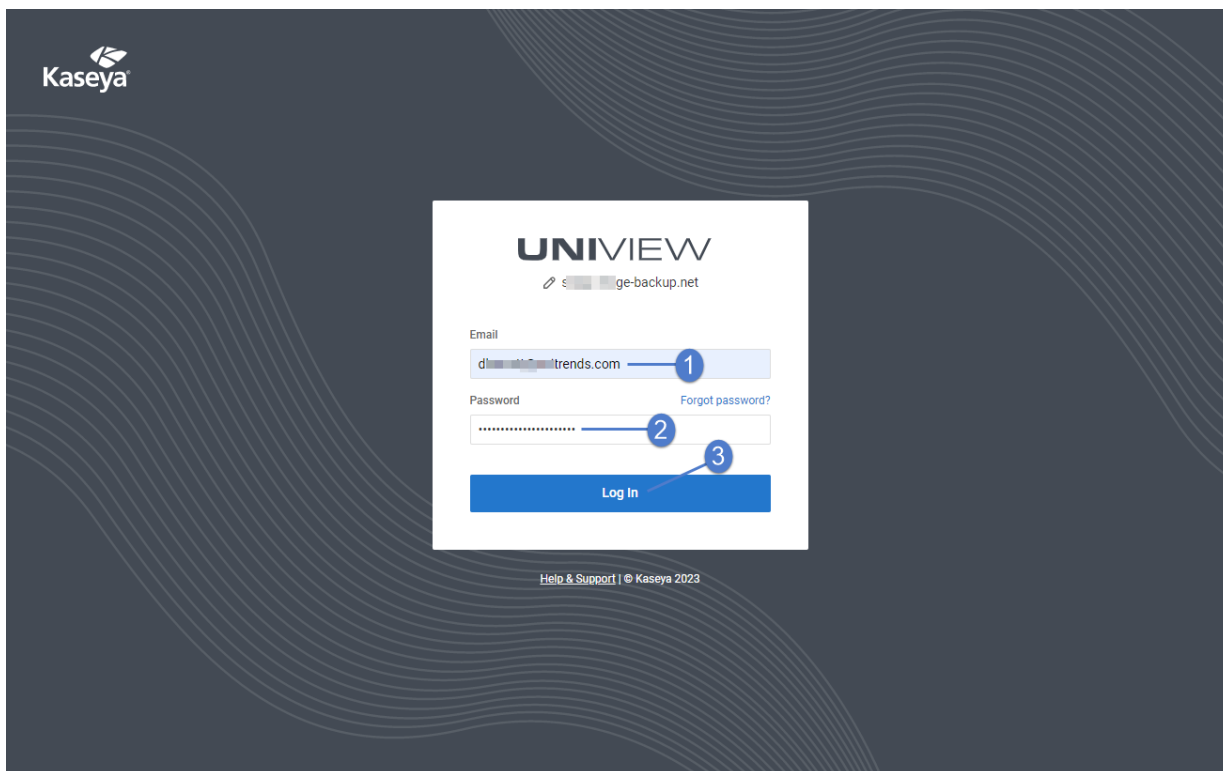 Kaseya
UNIVIEW
ge-backup.net
Email
trends.com
1
Password Forgot password?
2
3
Log In
Help & Support | © Kaseya 2023